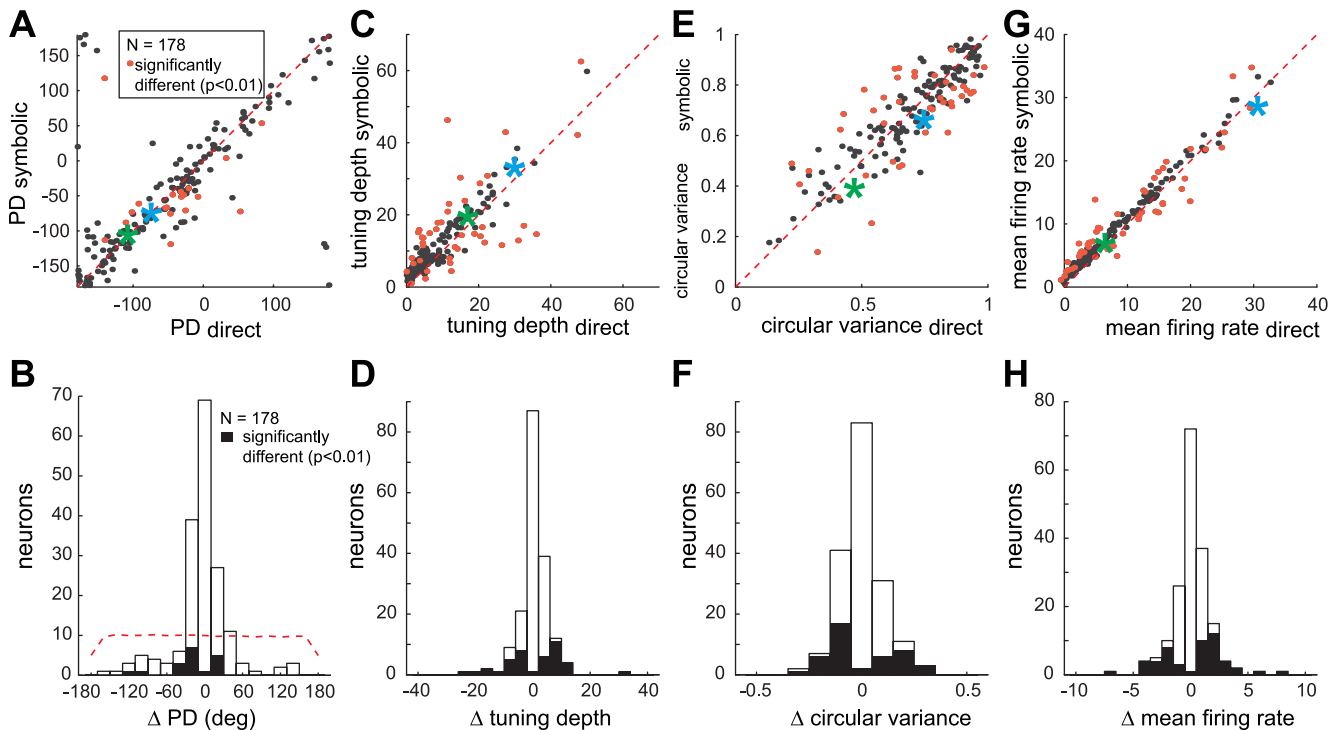 A
PD symbolic
150
100
50
0
-50
-100
-150
N = 178
significantly
different (p<0.01)
-100
0
100
PD direct
C
tuning depth symbolic
70
60
40
20
0
0
20
40
60
tuning depth direct
E
circular variance symbolic
1
0.8
0.6
0.4
0.2
0
0
0.5
1
circular variance direct
G
mean firing rate symbolic
40
30
20
10
0
0
10
20
30
40
mean firing rate direct
B
neurons
70
60
50
40
30
20
10
0
N = 178
significantly
different (p<0.01)
-180
-120
-60
0
60
120
180
Δ PD (deg)
D
neurons
80
60
40
20
0
-40
-20
0
20
40
Δ tuning depth
F
neurons
80
60
40
20
0
-0.5
0
0.5
Δ circular variance
H
neurons
80
60
40
20
0
-10
-5
0
5
10
Δ mean firing rate